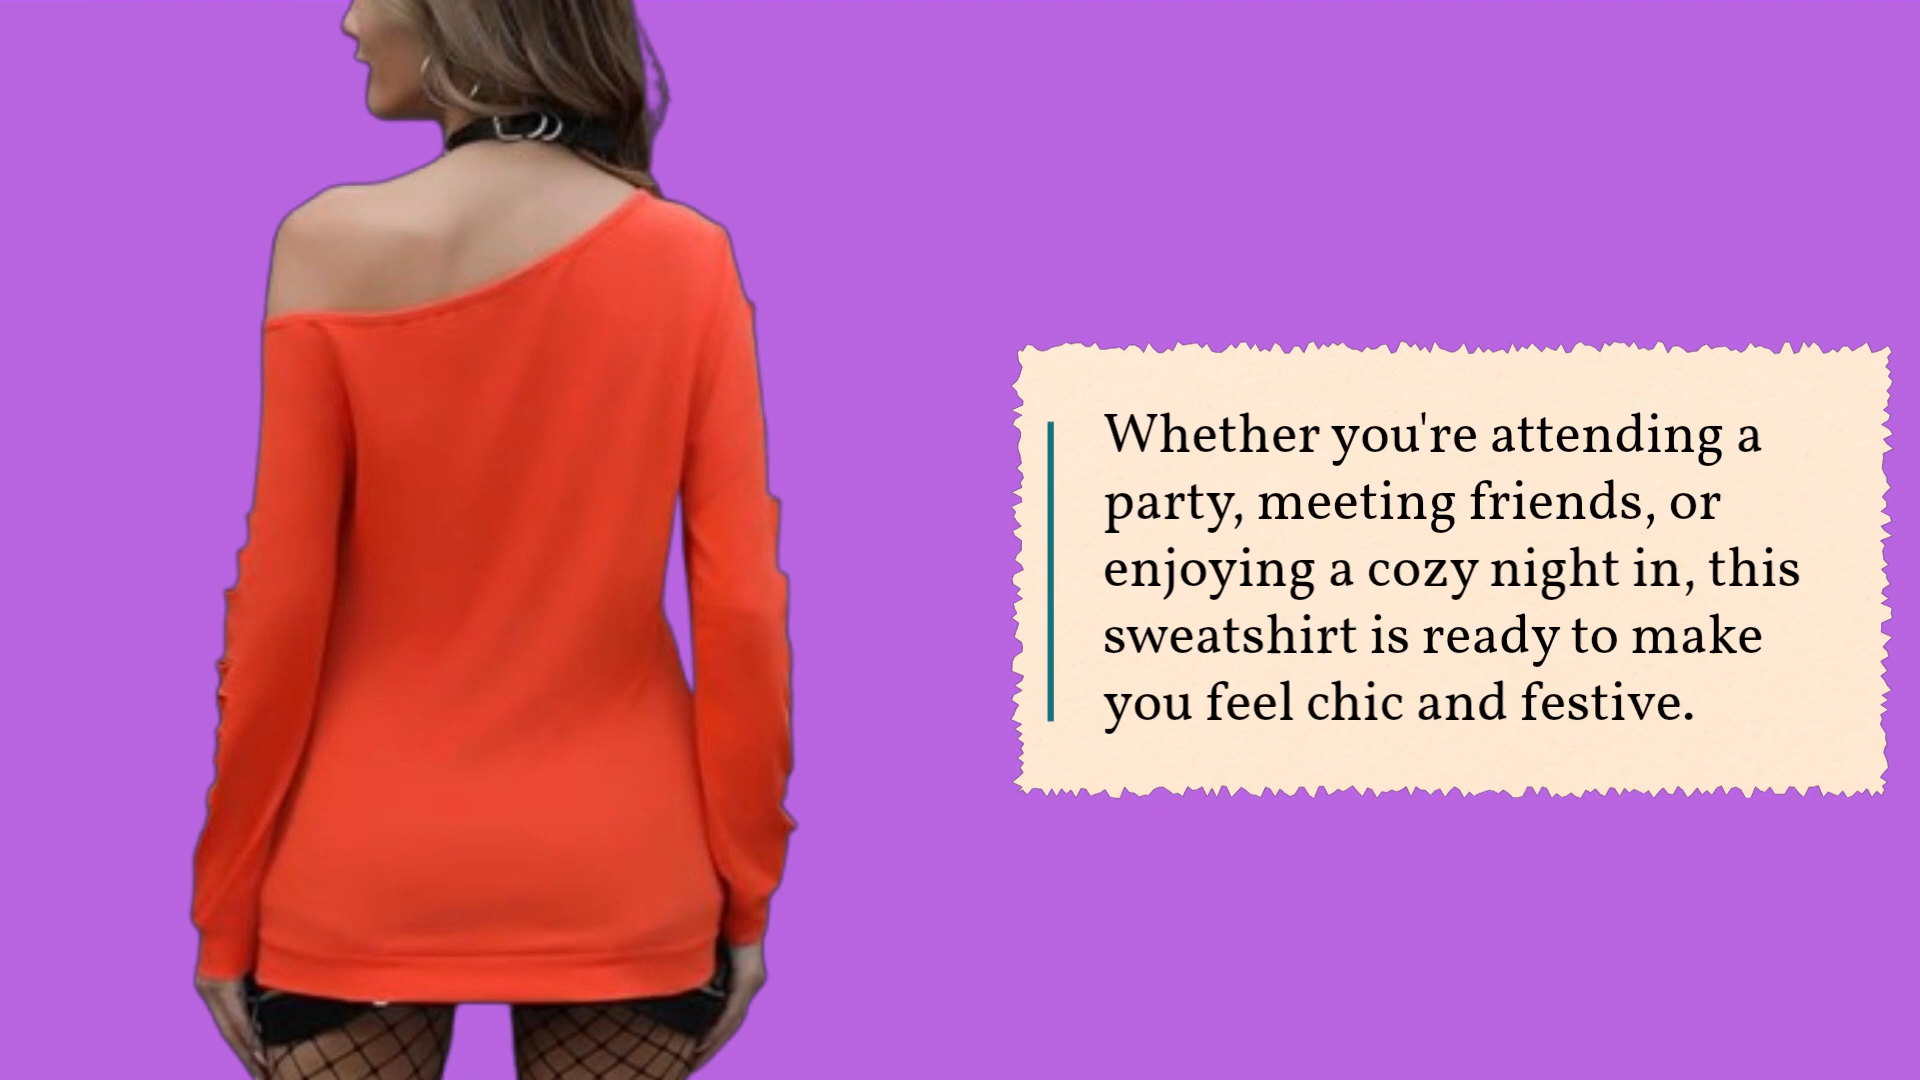 Whether you're attending a
party, meeting friends, or
enjoying a cozy night in, this
sweatshirt is ready to make
you feel chic and festive.